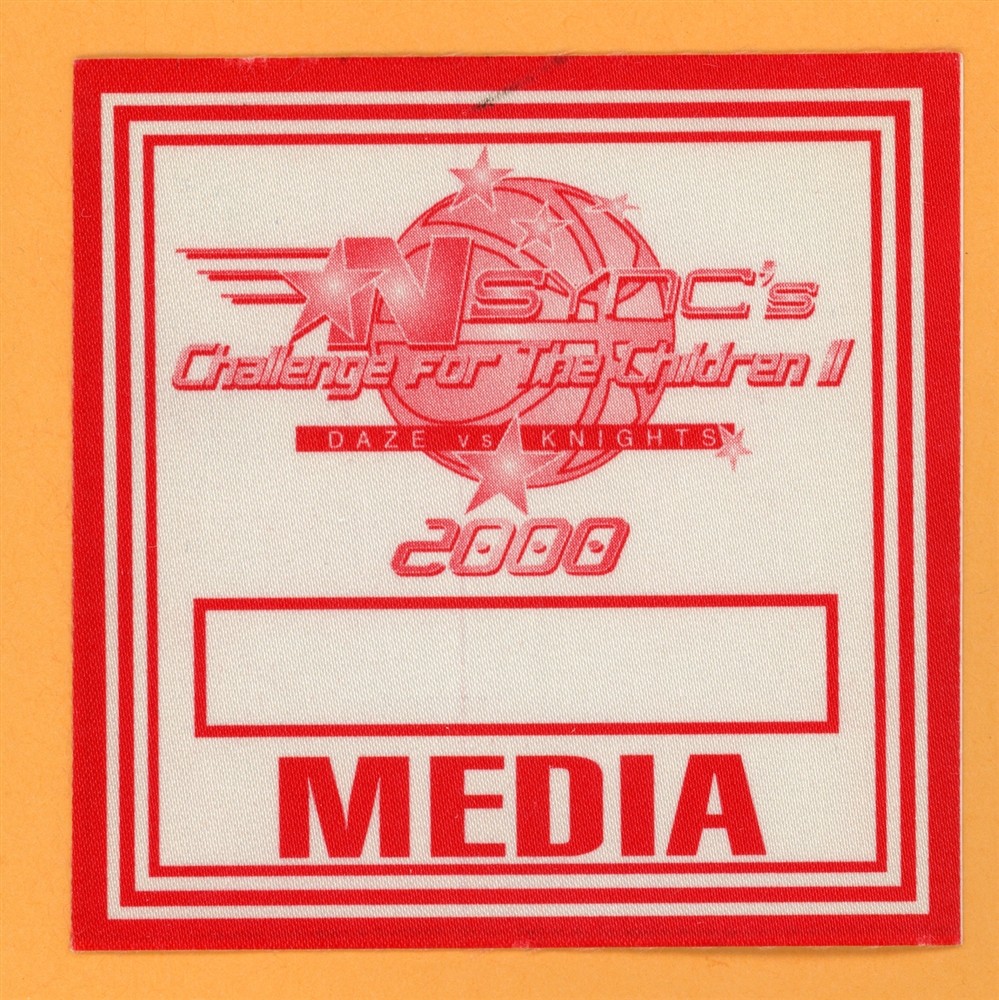 NSYNC's
Challenge For The Children II
DAZE vs KNIGHTS
2000
MEDIA